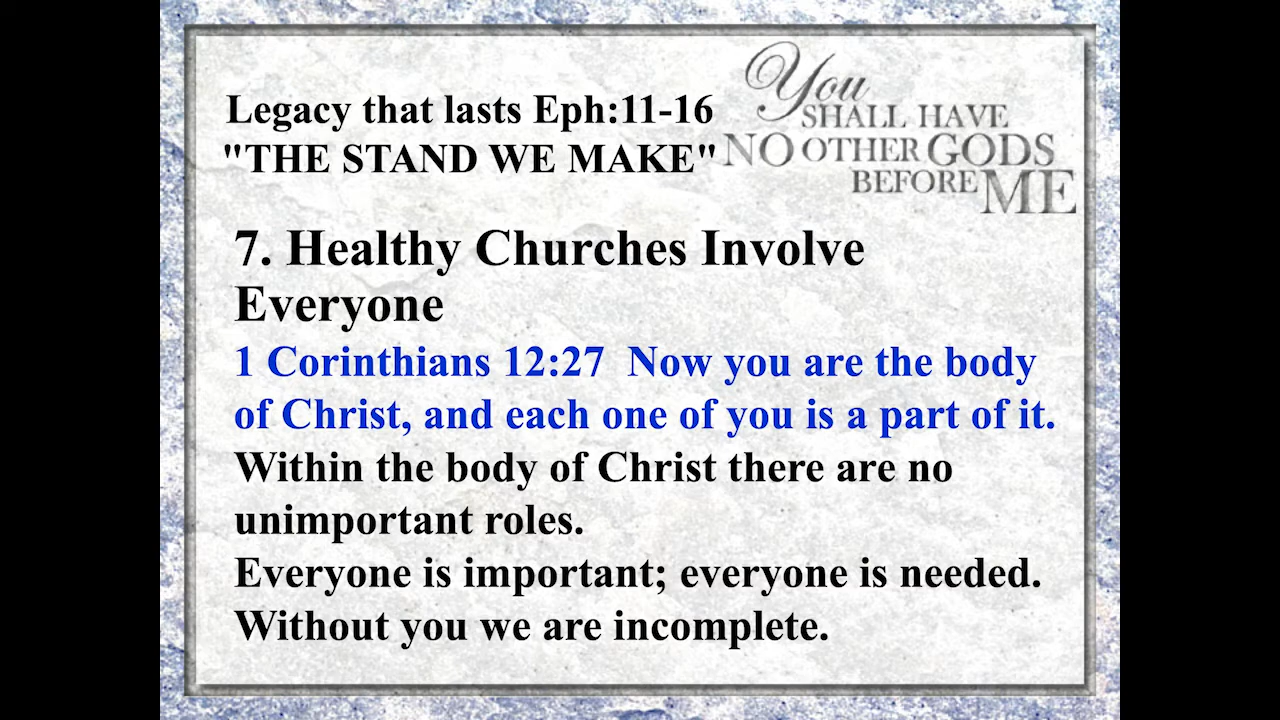 Legacy that lasts Eph:11-16
"THE STAND WE MAKE"
You
SHALL HAVE
NO OTHER GODS
BEFORE ME
7. Healthy Churches Involve
Everyone
1 Corinthians 12:27  Now you are the body
of Christ, and each one of you is a part of it.
Within the body of Christ there are no
unimportant roles.
Everyone is important; everyone is needed.
Without you we are incomplete.